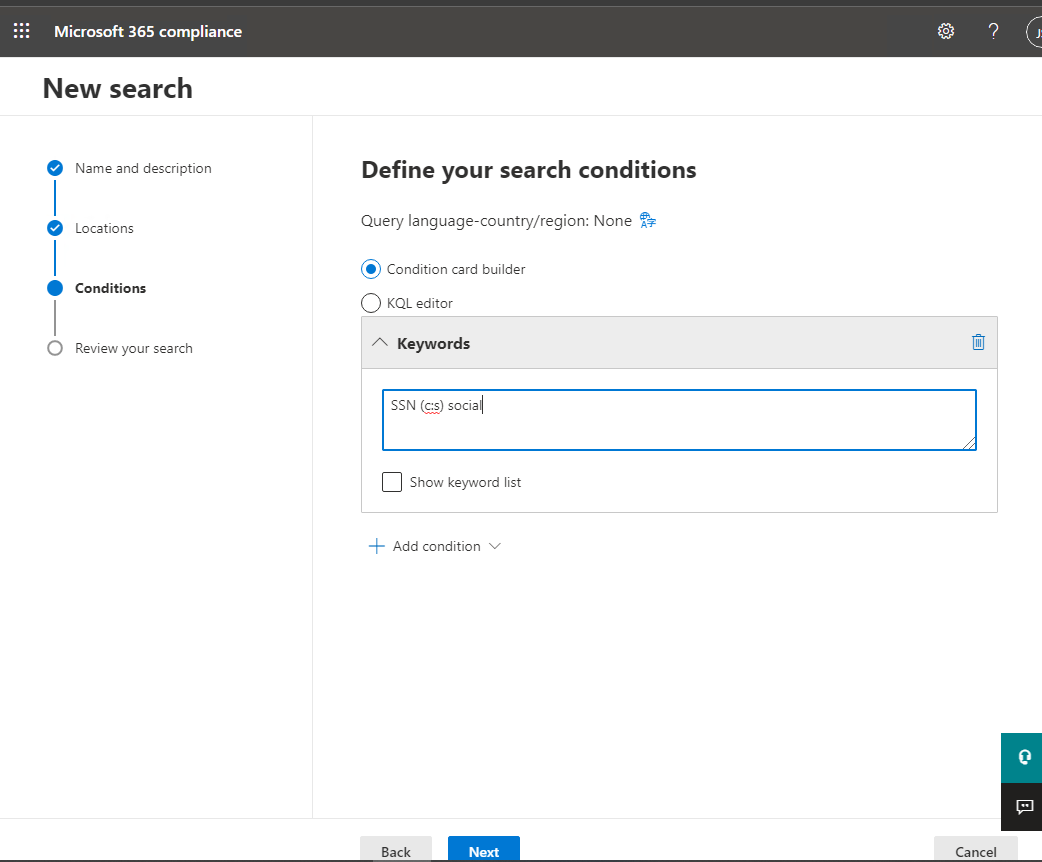 Microsoft 365 compliance
?
New search
Name and description
Locations
Conditions
Review your search
Define your search conditions
Query language-country/region: None
Condition card builder
KQL editor
Keywords
SSN (c:s) social
Show keyword list
Add condition
Back
Next
Cancel